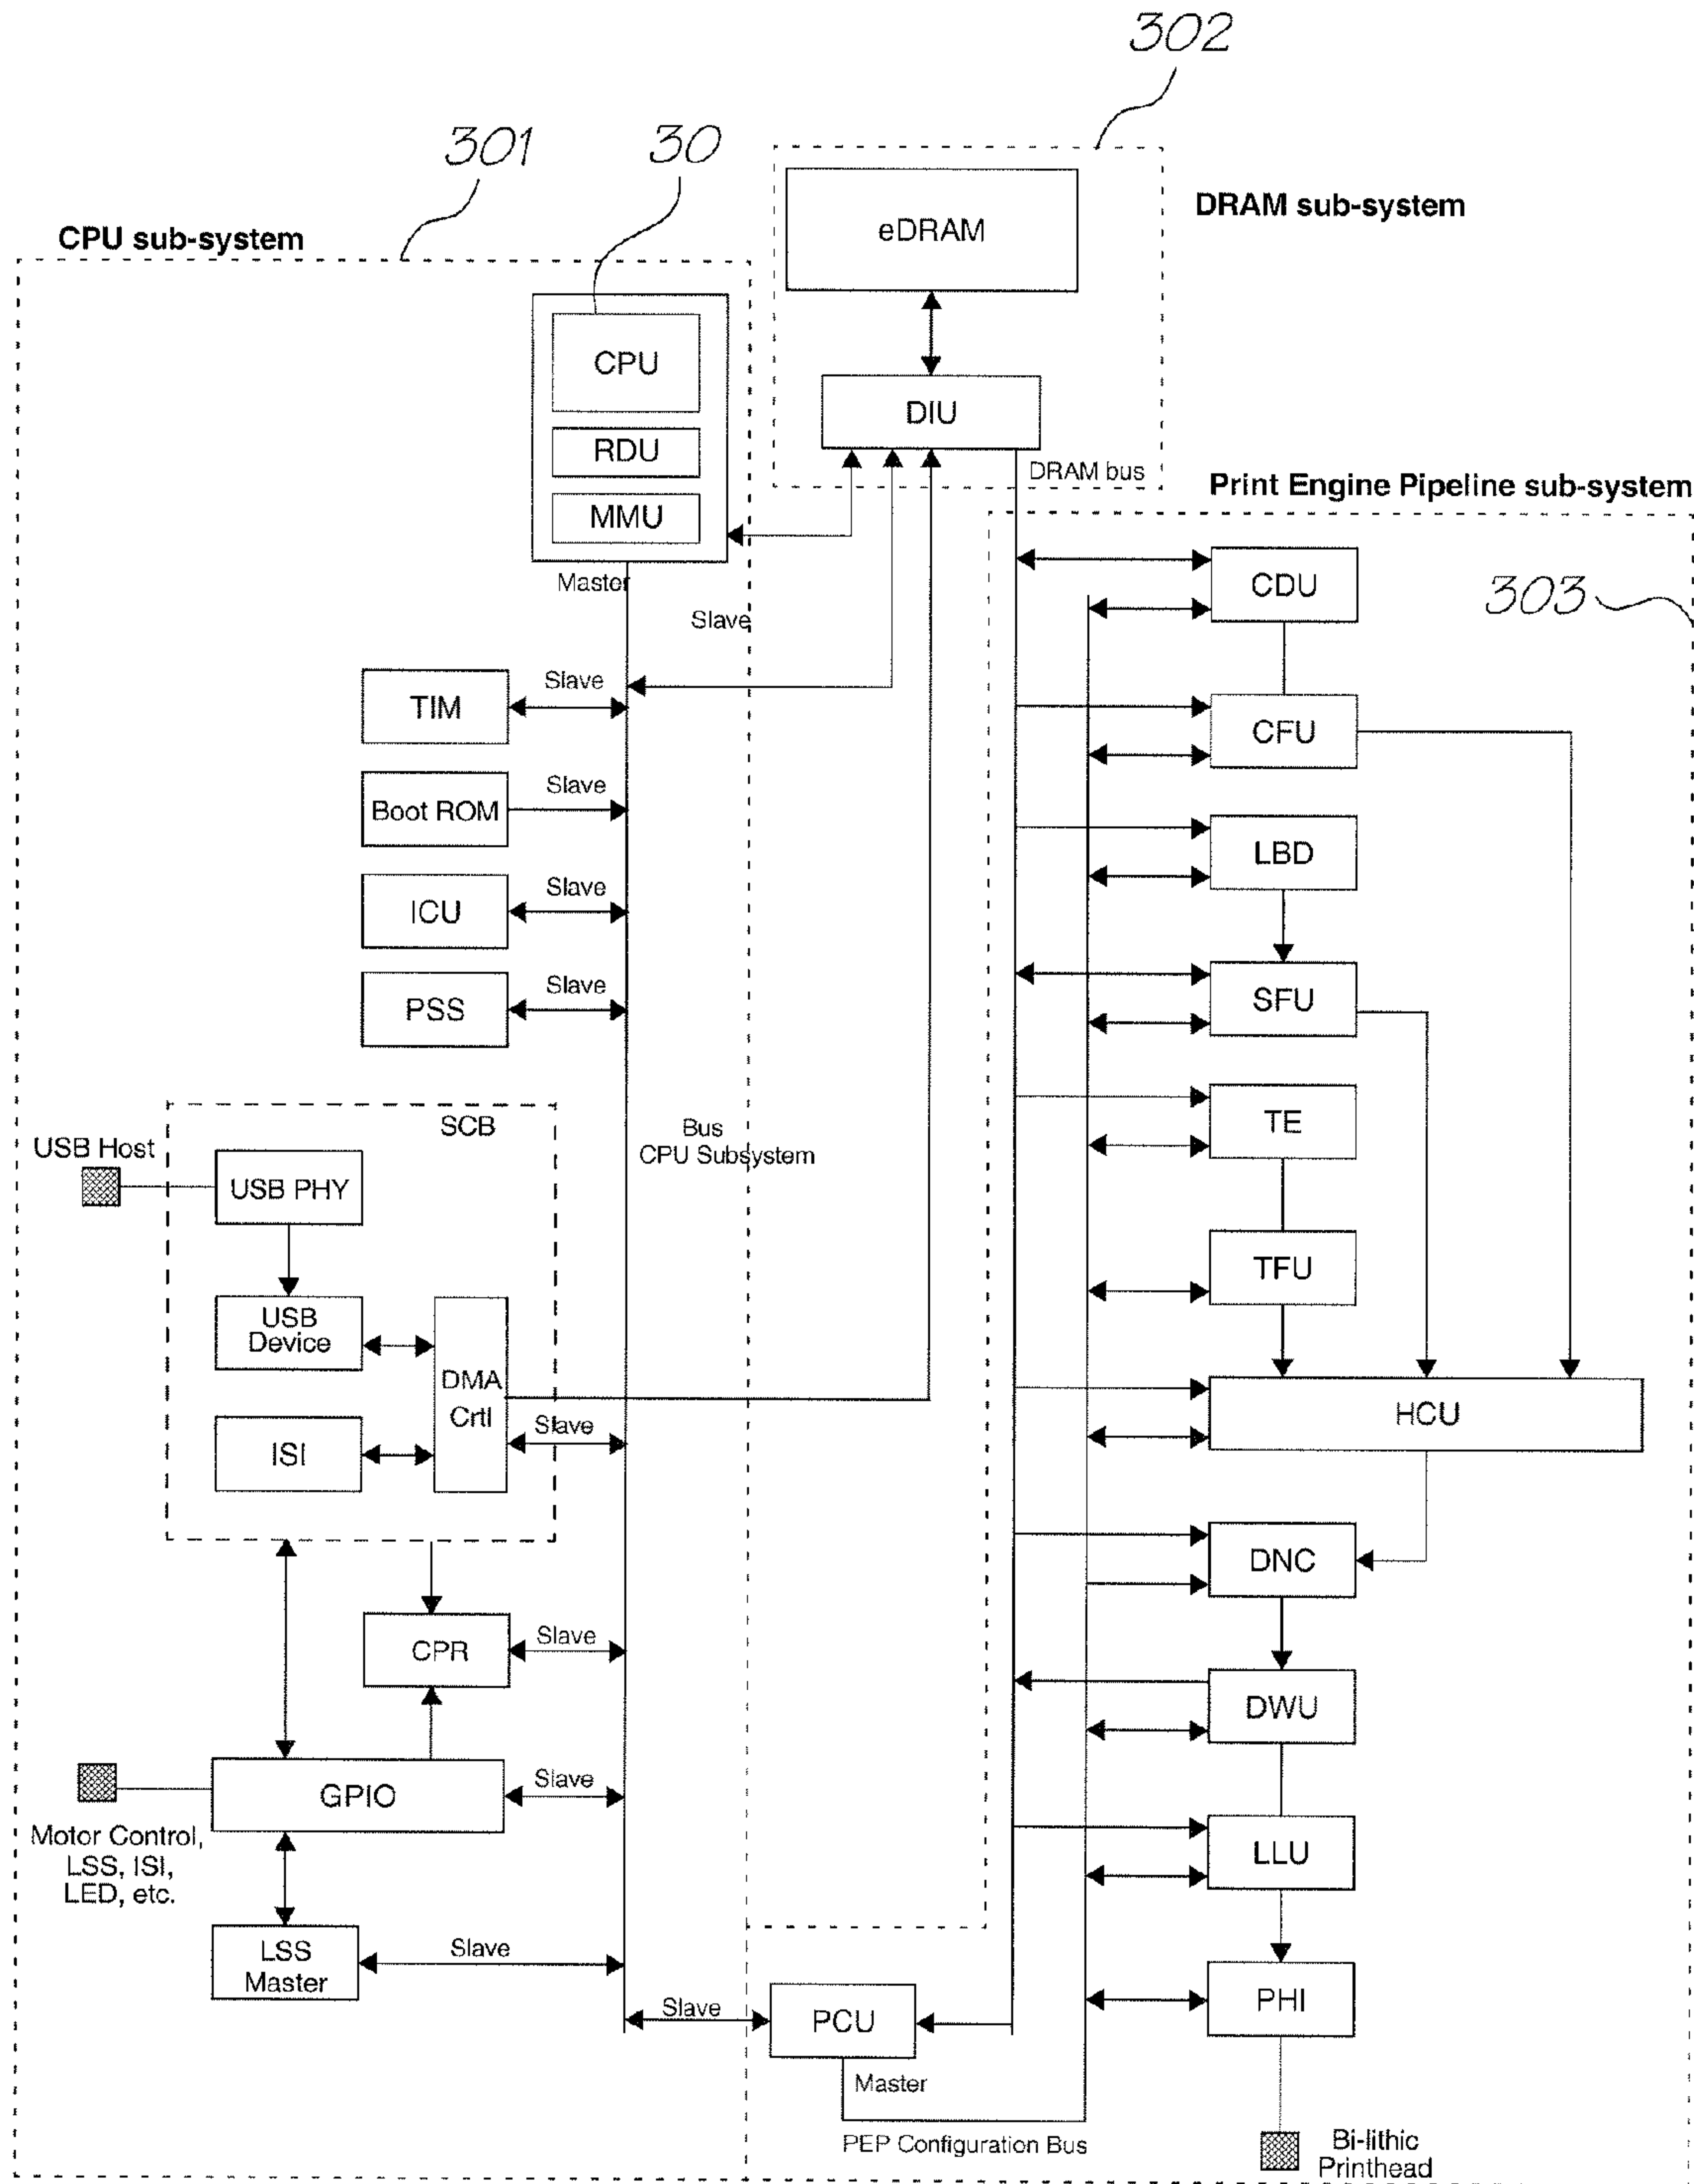 302
301
30
DRAM sub-system
CPU sub-system
eDRAM
CPU
DIU
RDU
DRAM bus
Print Engine Pipeline sub-system
MMU
Master
Slave
CDU
303
TIM
Slave
CFU
Boot ROM
Slave
LBD
ICU
Slave
PSS
Slave
SFU
SCB
TE
USB Host
USB PHY
Bus
CPU Subsystem
TFU
USB
Device
DMA
Crtl
Slave
HCU
ISI
DNC
CPR
Slave
DWU
GPIO
Slave
Motor Control,
LSS, ISI,
LED, etc.
LLU
LSS
Master
Slave
PHI
Slave
PCU
Master
PEP Configuration Bus
Bi-lithic
Printhead